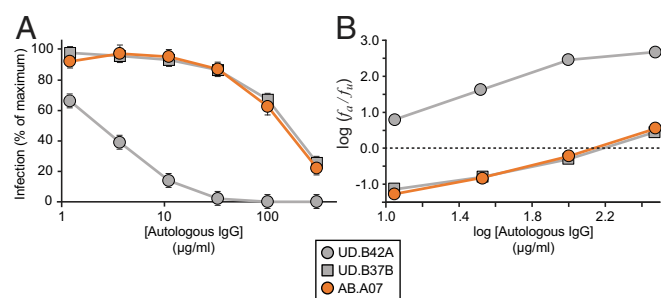 A
B
Infection (% of maximum)
100
80
60
40
20
0
1
10
100
[Autologous IgG]
(µg/ml)
log (fa/fu)
3.0
2.0
1.0
0.0
-1.0
1.0
1.4
1.8
2.2
log [Autologous IgG]
(µg/ml)
UD.B42A
UD.B37B
AB.A07